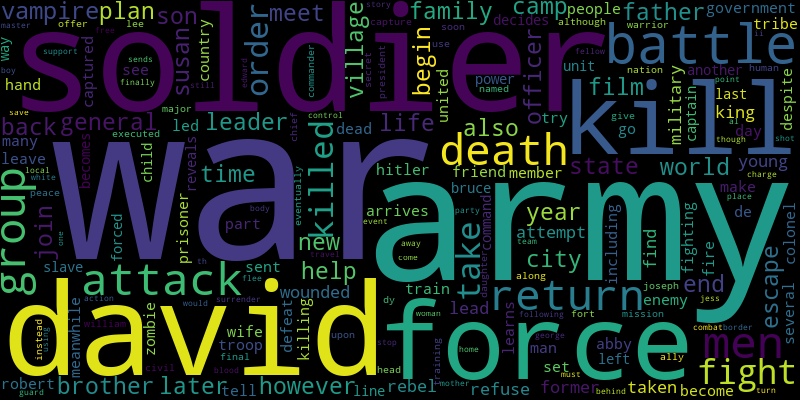 vampire plan son order meet family camp people father government
offer lee story although
way captured see susan country village capture decides tribe
soldier battle
master support free
boy finally sends still edward commander secret president soon use begin officer fellow warrior ii
hand power unit nation another human
save major united named film military captain last point despite
back general leader control chief try give king al
many executed led dead life also go day though shot
leave becomes child reveals killed death kill
war army
local time hitler friend member state world young
white peace prisoner bruce make charge
group join one forced slave body eventually arrives event party year attempt city de place
part new away command including find fighting fire colonel
th travel come daughter team
attack sent help take along joseph end escape several
meanwhile zombie flee wounded train dy lead return enemy jess
action would surrender woman following fort mission combat border
david force men
instead using william wife defeat killing upon stop learns george man abby set ally
troop final home left must fight
civil blood head training
robert brother later however line rebel mother refuse former behind taken become turn
guard tell